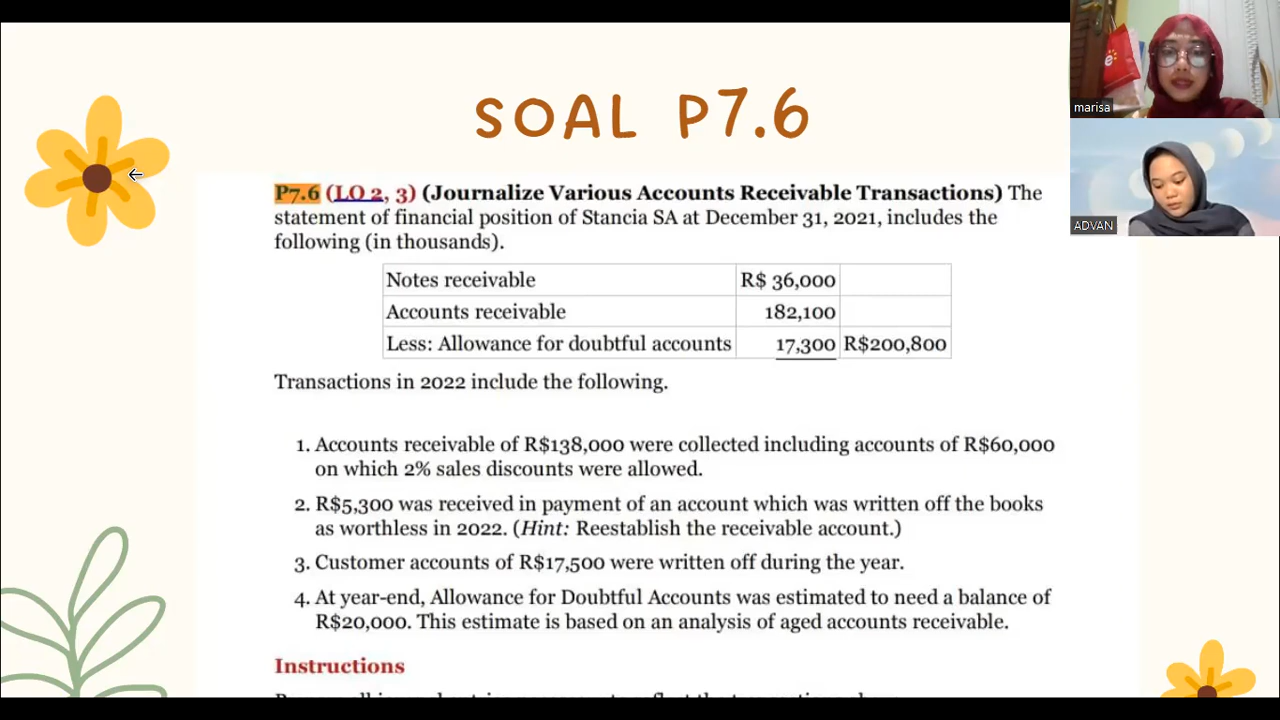 SOAL P7.6
P7.6 (LO 2, 3) (Journalize Various Accounts Receivable Transactions) The
statement of financial position of Stancia SA at December 31, 2021, includes the
following (in thousands).
Notes receivable R$ 36,000
Accounts receivable 182,100
Less: Allowance for doubtful accounts 17,300 R$200,800
Transactions in 2022 include the following.
1. Accounts receivable of R$138,000 were collected including accounts of R$60,000
on which 2% sales discounts were allowed.
2. R$5,300 was received in payment of an account which was written off the books
as worthless in 2022. (Hint: Reestablish the receivable account.)
3. Customer accounts of R$17,500 were written off during the year.
4. At year-end, Allowance for Doubtful Accounts was estimated to need a balance of
R$20,000. This estimate is based on an analysis of aged accounts receivable.
Instructions
marisa
ADVAN